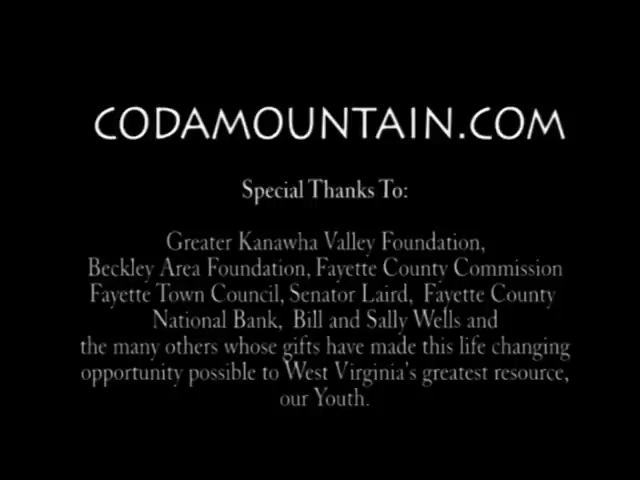 CODAMOUNTAIN.COM
Special Thanks To:
Greater Kanawha Valley Foundation,
Beckley Area Foundation, Fayette County Commission
Fayette Town Council, Senator Laird, Fayette County
National Bank, Bill and Sally Wells and
the many others whose gifts have made this life changing
opportunity possible to West Virginia's greatest resource,
our Youth.